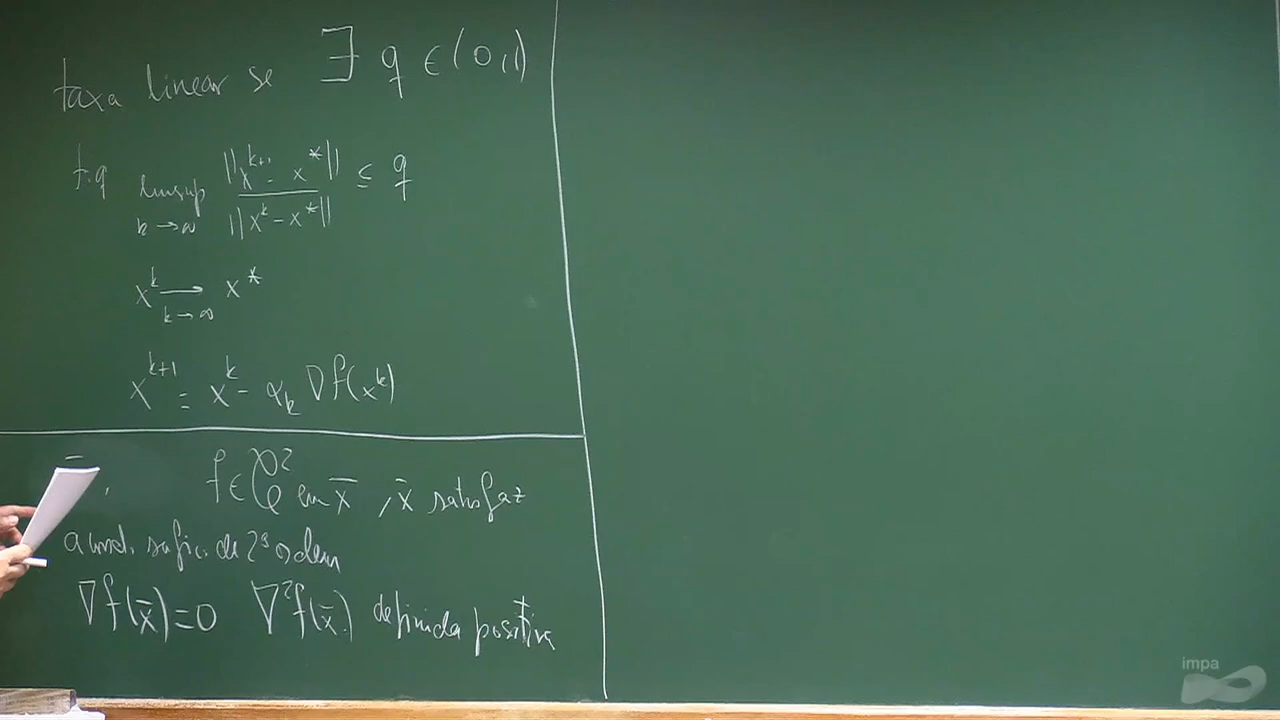 taxa linear se ∃ q ∈ (0,1)
t.q limsup k→∞ ||x^{k+1} - x^*|| / ||x^k - x^*|| ≤ q
x^k → x^* k→∞
x^{k+1} = x^k - α_k ∇f(x^k)
f ∈ C^2 em x̄, x̄ satisfaz
a cond. sufic. de 2ª ordem
∇f(x̄)=0 ∇²f(x̄) definida positiva
impa